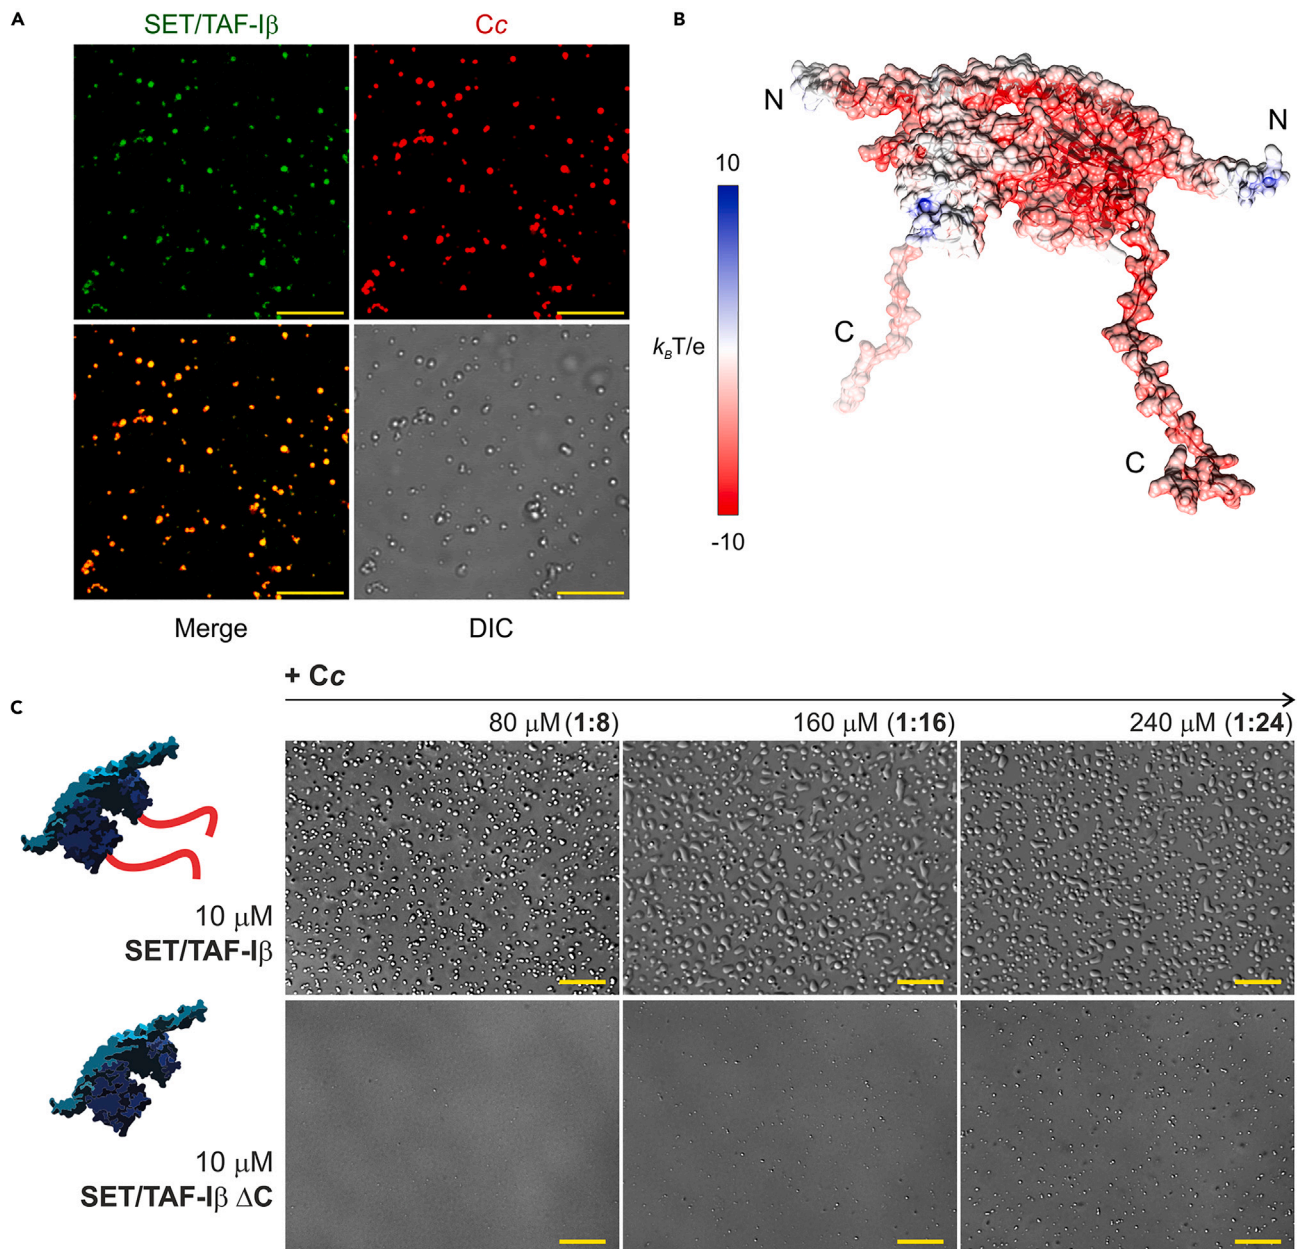 A
SET/TAF-Iβ
Cc
Merge
DIC
B
N
N
10
k_BT/e
-10
C
C
C
+ Cc
80 μM (1:8)
160 μM (1:16)
240 μM (1:24)
10 μM
SET/TAF-Iβ
10 μM
SET/TAF-Iβ ΔC